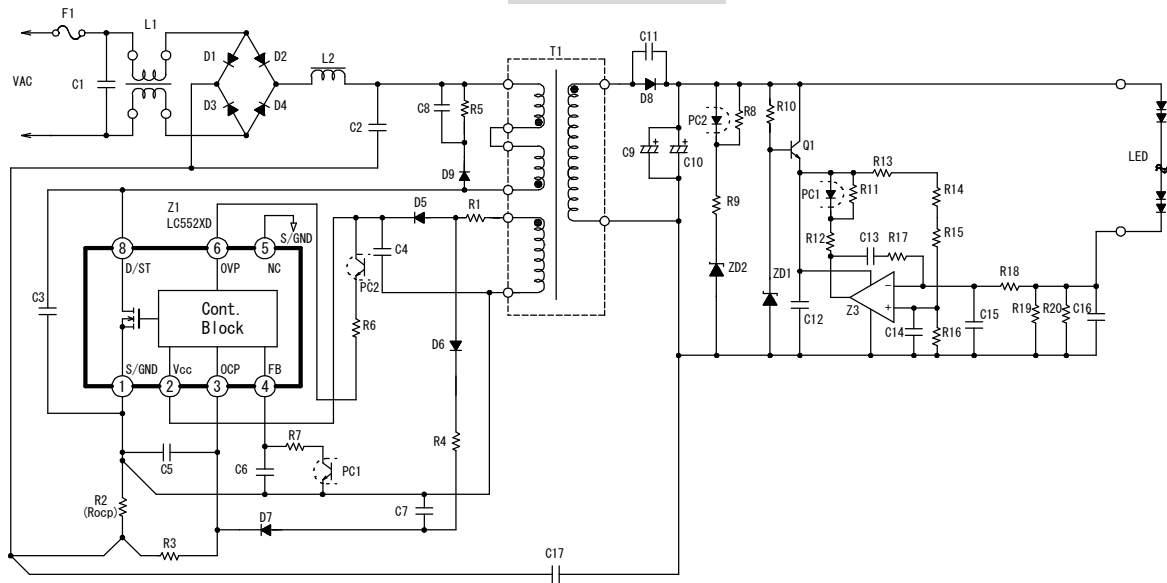 F1
L1
VAC
C1
D1
D2
D3
D4
L2
C2
C8
R5
D9
T1
C11
D8
C9
C10
PC2
R8
R9
ZD2
R10
ZD1
Q1
PC1
R11
R12
R13
R14
R15
C13
R17
C12
Z3
−
+
C14
R16
C15
R18
R19
R20
C16
LED
Z1
LC552XD
S/GND
8
D/ST
6
OVP
5
NC
Cont.
Block
C3
S/GND
1
Vcc
2
OCP
3
FB
4
D5
R1
C4
PC2
R6
D6
R4
C5
C6
R7
PC1
C7
D7
R2
(Rocp)
R3
C17